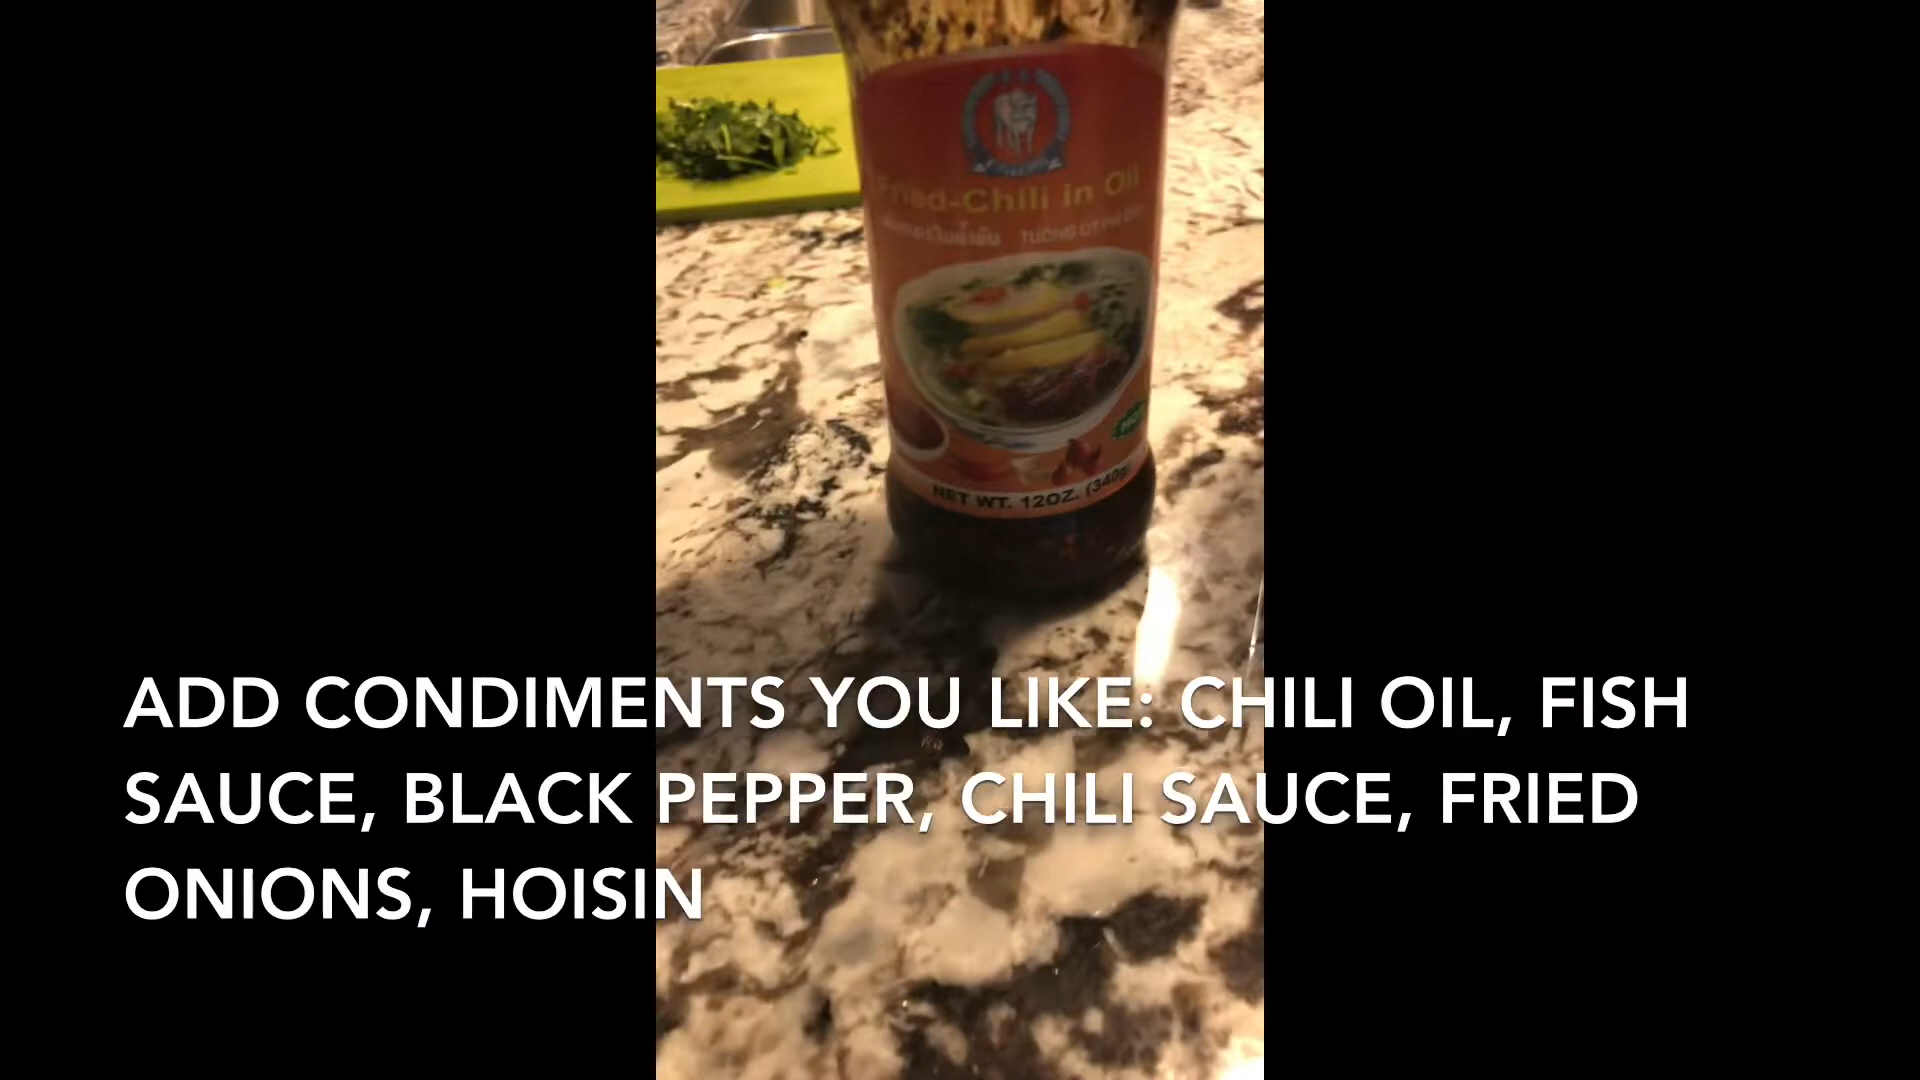 Fried-Chili in Oil
NET WT. 12OZ. (340g)
ADD CONDIMENTS YOU LIKE: CHILI OIL, FISH
SAUCE, BLACK PEPPER, CHILI SAUCE, FRIED
ONIONS, HOISIN